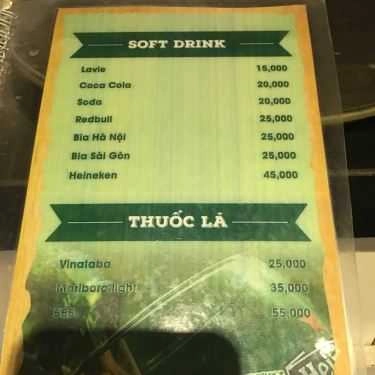 SOFT DRINK
Lavie 15,000
Coca Cola 20,000
Soda 20,000
Redbull 25,000
Bia Hà Nội 25,000
Bia Sài Gòn 25,000
Heineken 45,000
THUỐC LÁ
Vinataba 25,000
Marlboro light 35,000
555 55,000